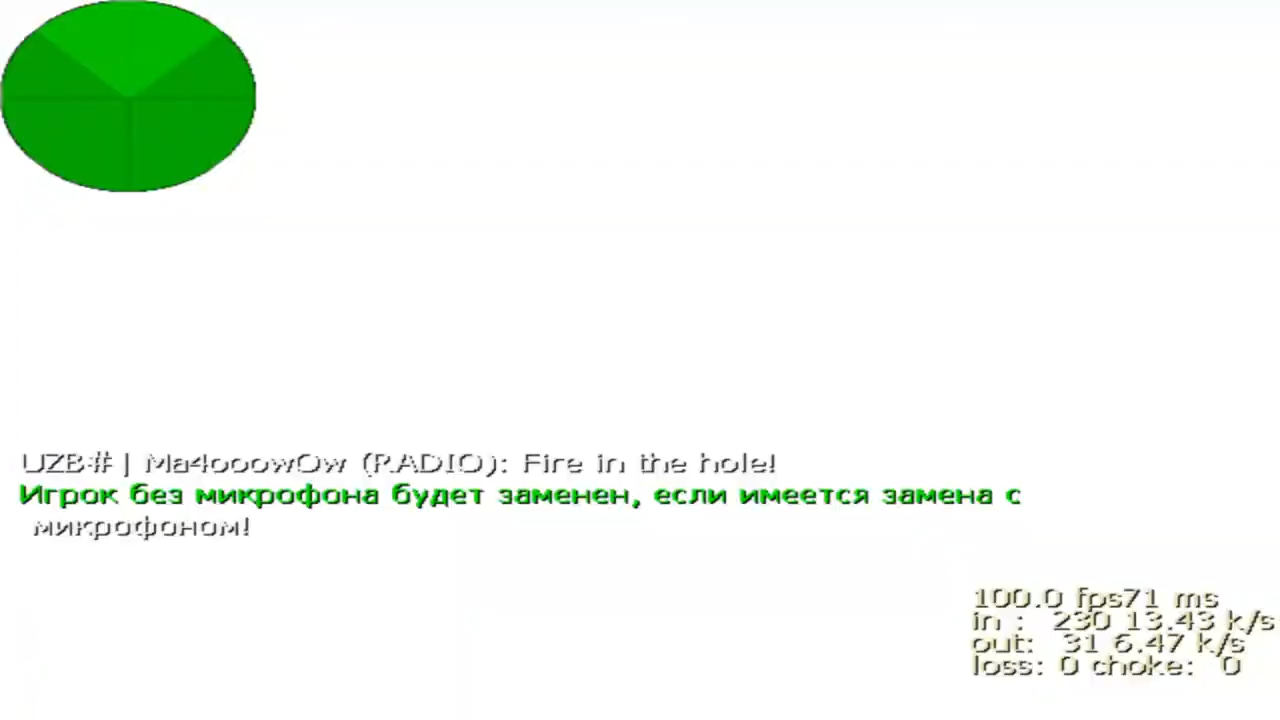 UZB# | Ma4ooowOw (RADIO): Fire in the hole!
Игрок без микрофона будет заменен, если имеется замена с
микрофоном!
100.0 fps71 ms
in : 230 13.43 k/s
out: 31 6.47 k/s
loss: 0 choke: 0